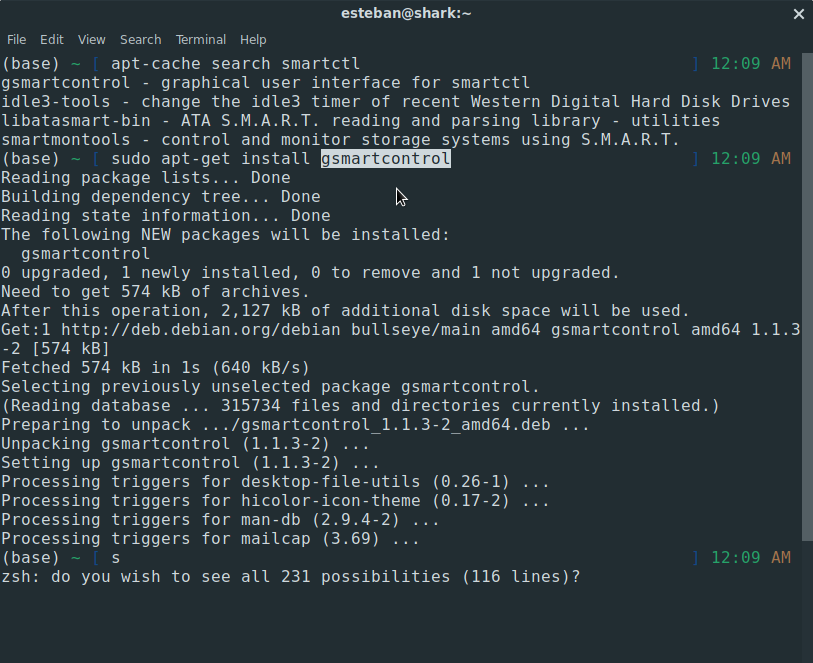 esteban@shark:~
File Edit View Search Terminal Help
(base) ~ [ apt-cache search smartctl ] 12:09 AM
gsmartcontrol - graphical user interface for smartctl
idle3-tools - change the idle3 timer of recent Western Digital Hard Disk Drives
libatasmart-bin - ATA S.M.A.R.T. reading and parsing library - utilities
smartmontools - control and monitor storage systems using S.M.A.R.T.
(base) ~ [ sudo apt-get install gsmartcontrol ] 12:09 AM
Reading package lists... Done
Building dependency tree... Done
Reading state information... Done
The following NEW packages will be installed:
  gsmartcontrol
0 upgraded, 1 newly installed, 0 to remove and 1 not upgraded.
Need to get 574 kB of archives.
After this operation, 2,127 kB of additional disk space will be used.
Get:1 http://deb.debian.org/debian bullseye/main amd64 gsmartcontrol amd64 1.1.3
-2 [574 kB]
Fetched 574 kB in 1s (640 kB/s)
Selecting previously unselected package gsmartcontrol.
(Reading database ... 315734 files and directories currently installed.)
Preparing to unpack .../gsmartcontrol_1.1.3-2_amd64.deb ...
Unpacking gsmartcontrol (1.1.3-2) ...
Setting up gsmartcontrol (1.1.3-2) ...
Processing triggers for desktop-file-utils (0.26-1) ...
Processing triggers for hicolor-icon-theme (0.17-2) ...
Processing triggers for man-db (2.9.4-2) ...
Processing triggers for mailcap (3.69) ...
(base) ~ [ s ] 12:09 AM
zsh: do you wish to see all 231 possibilities (116 lines)?